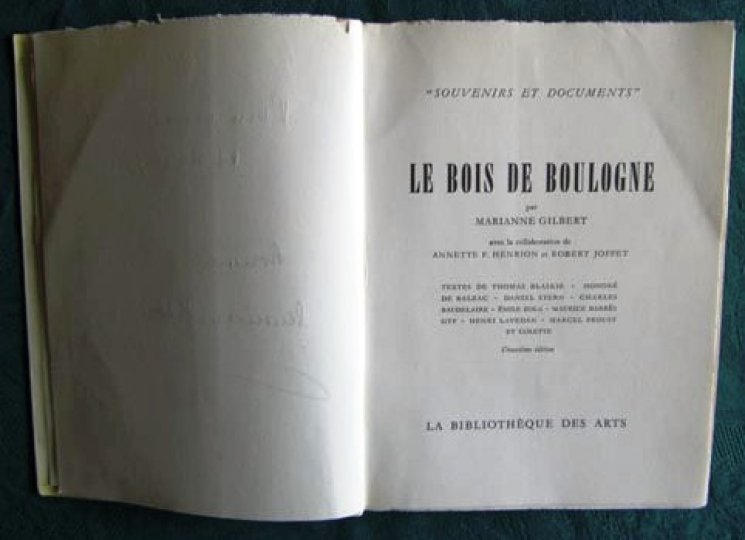 "SOUVENIRS ET DOCUMENTS"
LE BOIS DE BOULOGNE
par
MARIANNE GILBERT
avec la collaboration de
ANNETTE P. HENRION et ROBERT JOFFET
TEXTES DE THOMAS BLAIKIE - HONORÉ
DE BALZAC - DANIEL STERN - CHARLES
BAUDELAIRE - ÉMILE ZOLA - MAURICE BARRÈS
GYP - HENRI LAVEDAN - MARCEL PROUST
ET COLETTE
Deuxième édition
LA BIBLIOTHÈQUE DES ARTS